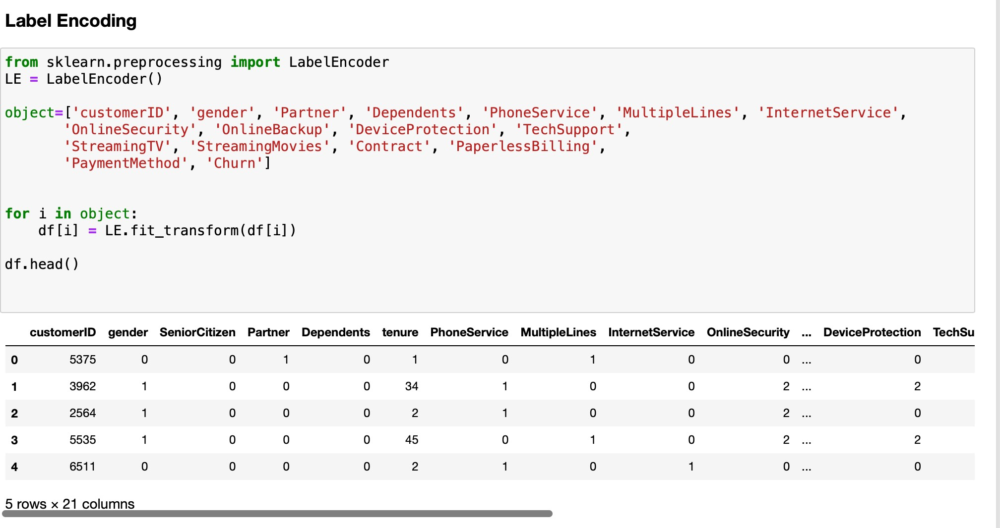 Label Encoding
from sklearn.preprocessing import LabelEncoder
LE = LabelEncoder()
object=['customerID', 'gender', 'Partner', 'Dependents', 'PhoneService', 'MultipleLines', 'InternetService',
'OnlineSecurity', 'OnlineBackup', 'DeviceProtection', 'TechSupport',
'StreamingTV', 'StreamingMovies', 'Contract', 'PaperlessBilling',
'PaymentMethod', 'Churn']
for i in object:
    df[i] = LE.fit_transform(df[i])
df.head()
customerID gender SeniorCitizen Partner Dependents tenure PhoneService MultipleLines InternetService OnlineSecurity ... DeviceProtection TechSu
0 5375 0 0 1 0 1 0 1 0 0 ... 0
1 3962 1 0 0 0 34 1 0 0 2 ... 2
2 2564 1 0 0 0 2 1 0 0 2 ... 0
3 5535 1 0 0 0 45 0 1 0 2 ... 2
4 6511 0 0 0 0 2 1 0 1 0 ... 0
5 rows × 21 columns